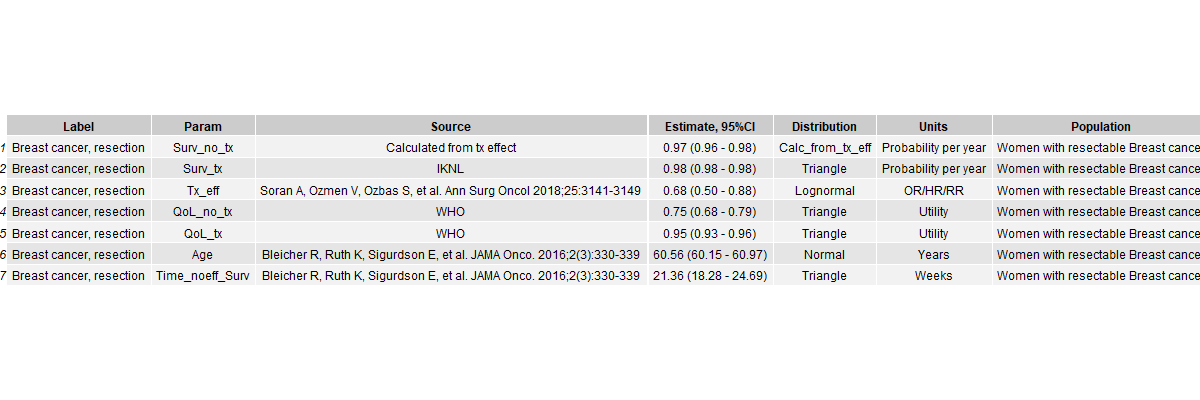 Label Param Source Estimate, 95%CI Distribution Units Population
1 Breast cancer, resection Surv_no_tx Calculated from tx effect 0.97 (0.96 - 0.98) Calc_from_tx_eff Probability per year Women with resectable Breast cance
2 Breast cancer, resection Surv_tx IKNL 0.98 (0.98 - 0.98) Triangle Probability per year Women with resectable Breast cance
3 Breast cancer, resection Tx_eff Soran A, Ozmen V, Ozbas S, et al. Ann Surg Oncol 2018;25:3141-3149 0.68 (0.50 - 0.88) Lognormal OR/HR/RR Women with resectable Breast cance
4 Breast cancer, resection QoL_no_tx WHO 0.75 (0.68 - 0.79) Triangle Utility Women with resectable Breast cance
5 Breast cancer, resection QoL_tx WHO 0.95 (0.93 - 0.96) Triangle Utility Women with resectable Breast cance
6 Breast cancer, resection Age Bleicher R, Ruth K, Sigurdson E, et al. JAMA Onco. 2016;2(3):330-339 60.56 (60.15 - 60.97) Normal Years Women with resectable Breast cance
7 Breast cancer, resection Time_noeff_Surv Bleicher R, Ruth K, Sigurdson E, et al. JAMA Onco. 2016;2(3):330-339 21.36 (18.28 - 24.69) Triangle Weeks Women with resectable Breast cance